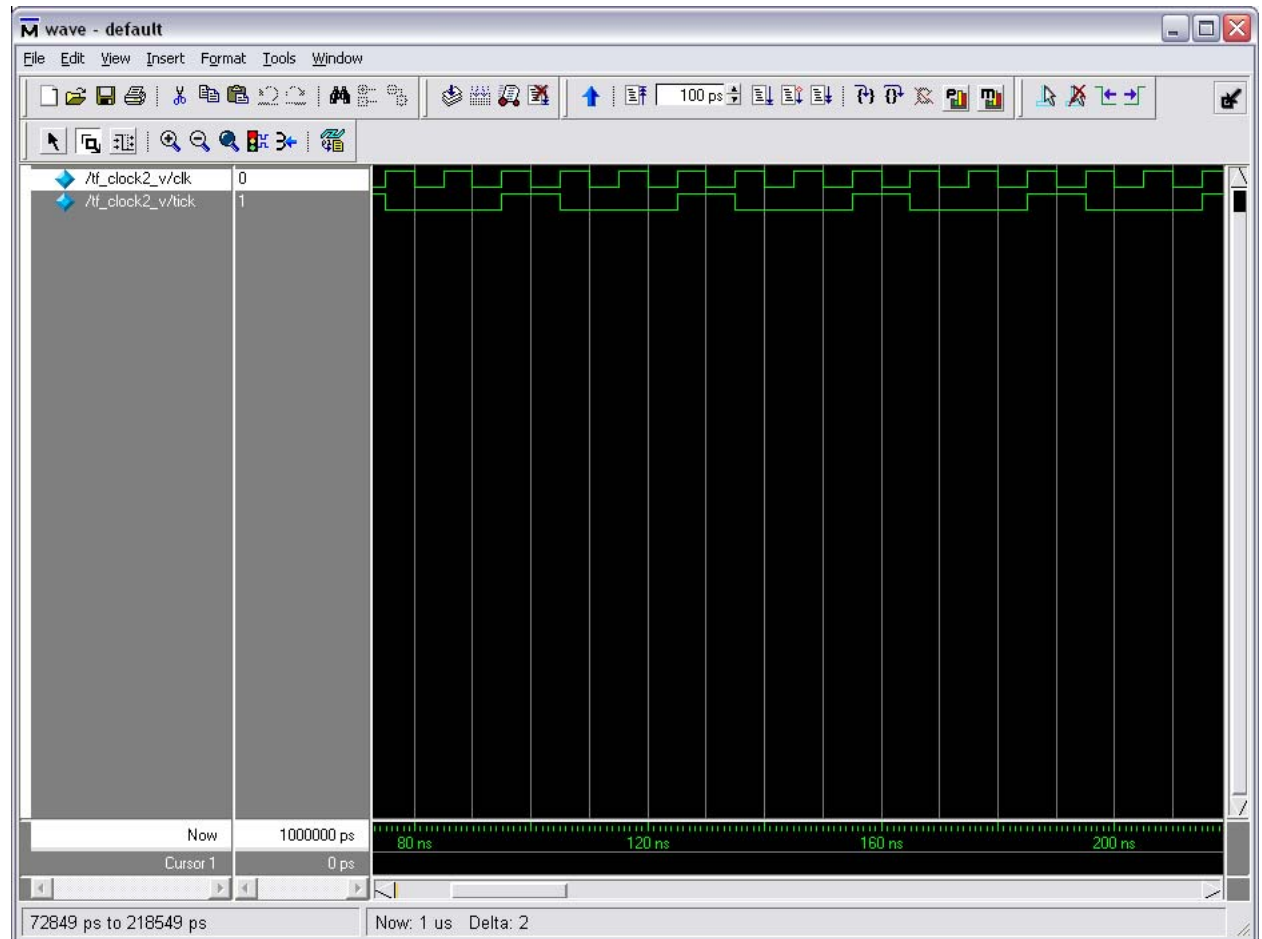 wave - default
File Edit View Insert Format Tools Window
100 ps
/tf_clock2_v/clk 0
/tf_clock2_v/tick 1
Now 1000000 ps 80 ns 120 ns 160 ns 200 ns
Cursor 1 0 ps
72849 ps to 218549 ps Now: 1 us Delta: 2